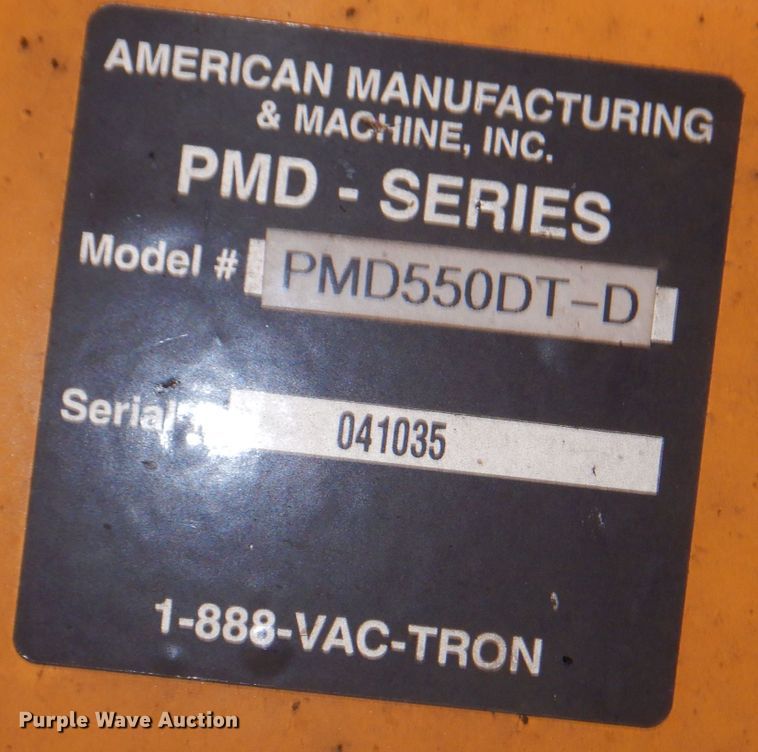 AMERICAN MANUFACTURING
& MACHINE, INC.
PMD - SERIES
Model # PMD550DT-D
Serial 041035
1-888-VAC-TRON
Purple Wave Auction